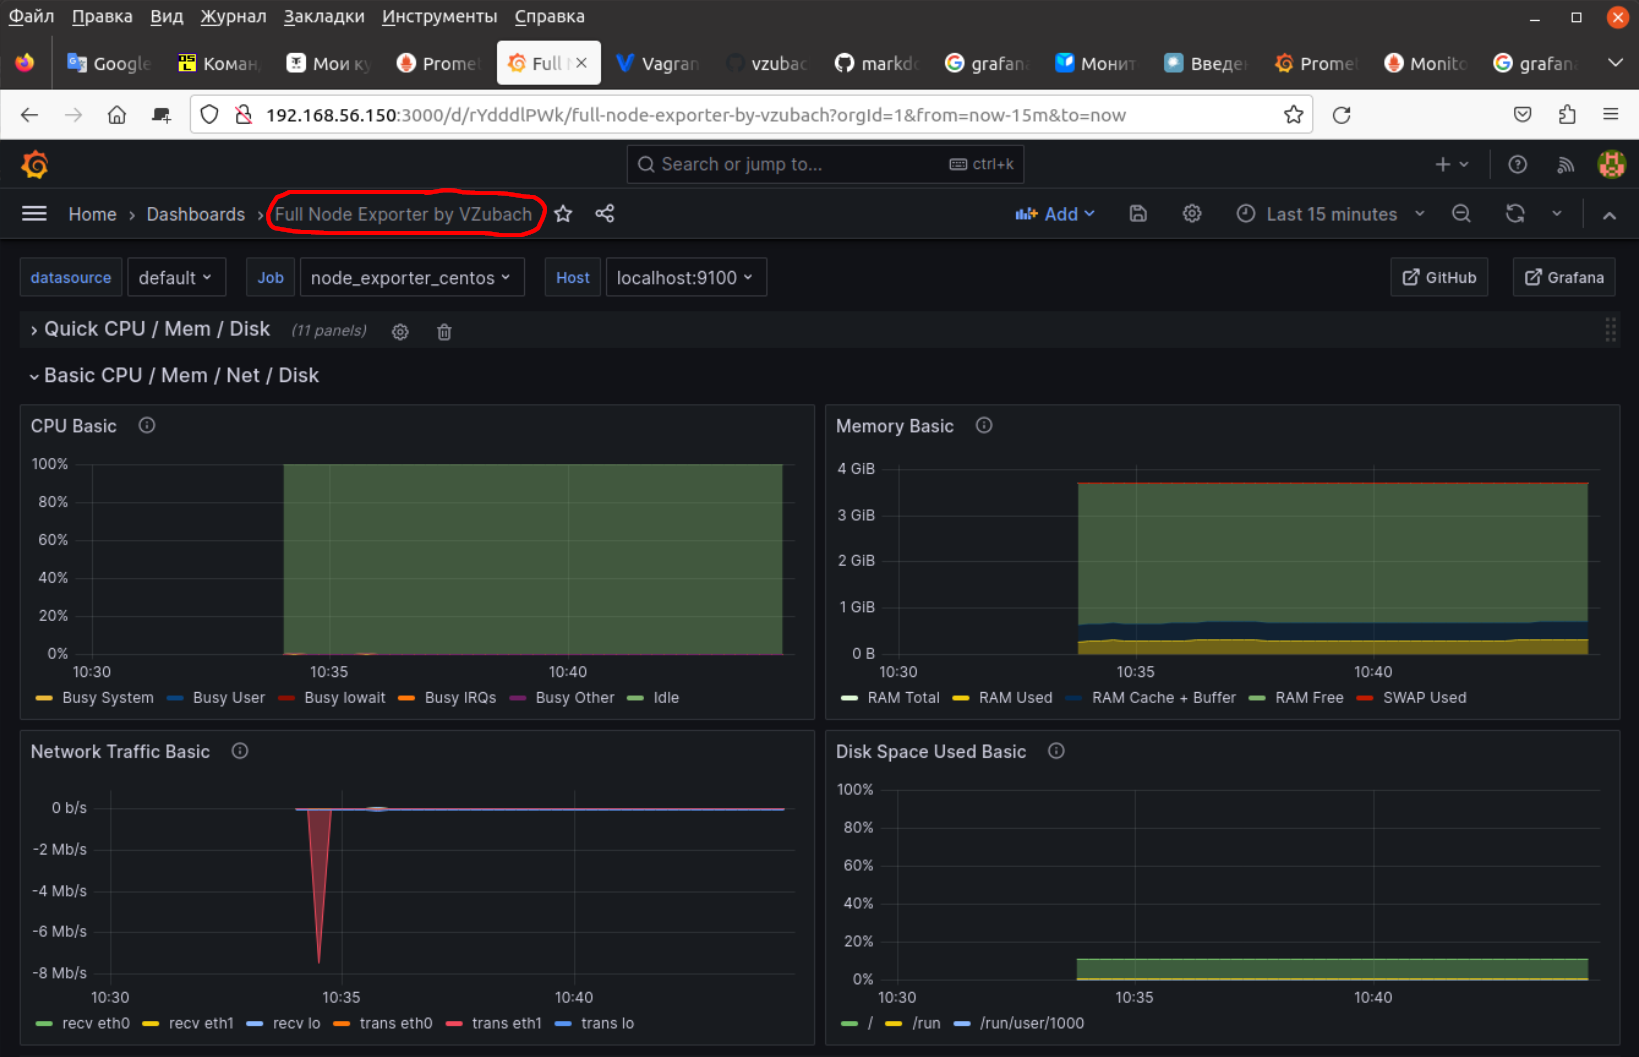 Файл Правка Вид Журнал Закладки Инструменты Справка
Google Коман Мои ку Prome Full Vagran vzubac markdo grafana Монит Введе Promet Monito grafana
192.168.56.150:3000/d/rYdddlPWk/full-node-exporter-by-vzubach?orgId=1&from=now-15m&to=now
Search or jump to... ctrl+k
Home › Dashboards › Full Node Exporter by VZubach Add Last 15 minutes
datasource default Job node_exporter_centos Host localhost:9100 GitHub Grafana
Quick CPU / Mem / Disk (11 panels)
Basic CPU / Mem / Net / Disk
CPU Basic
100%
80%
60%
40%
20%
0%
10:30 10:35 10:40
Busy System Busy User Busy Iowait Busy IRQs Busy Other Idle
Memory Basic
4 GiB
3 GiB
2 GiB
1 GiB
0 B
10:30 10:35 10:40
RAM Total RAM Used RAM Cache + Buffer RAM Free SWAP Used
Network Traffic Basic
0 b/s
-2 Mb/s
-4 Mb/s
-6 Mb/s
-8 Mb/s
10:30 10:35 10:40
recv eth0 recv eth1 recv lo trans eth0 trans eth1 trans lo
Disk Space Used Basic
100%
80%
60%
40%
20%
0%
10:30 10:35 10:40
/ /run /run/user/1000